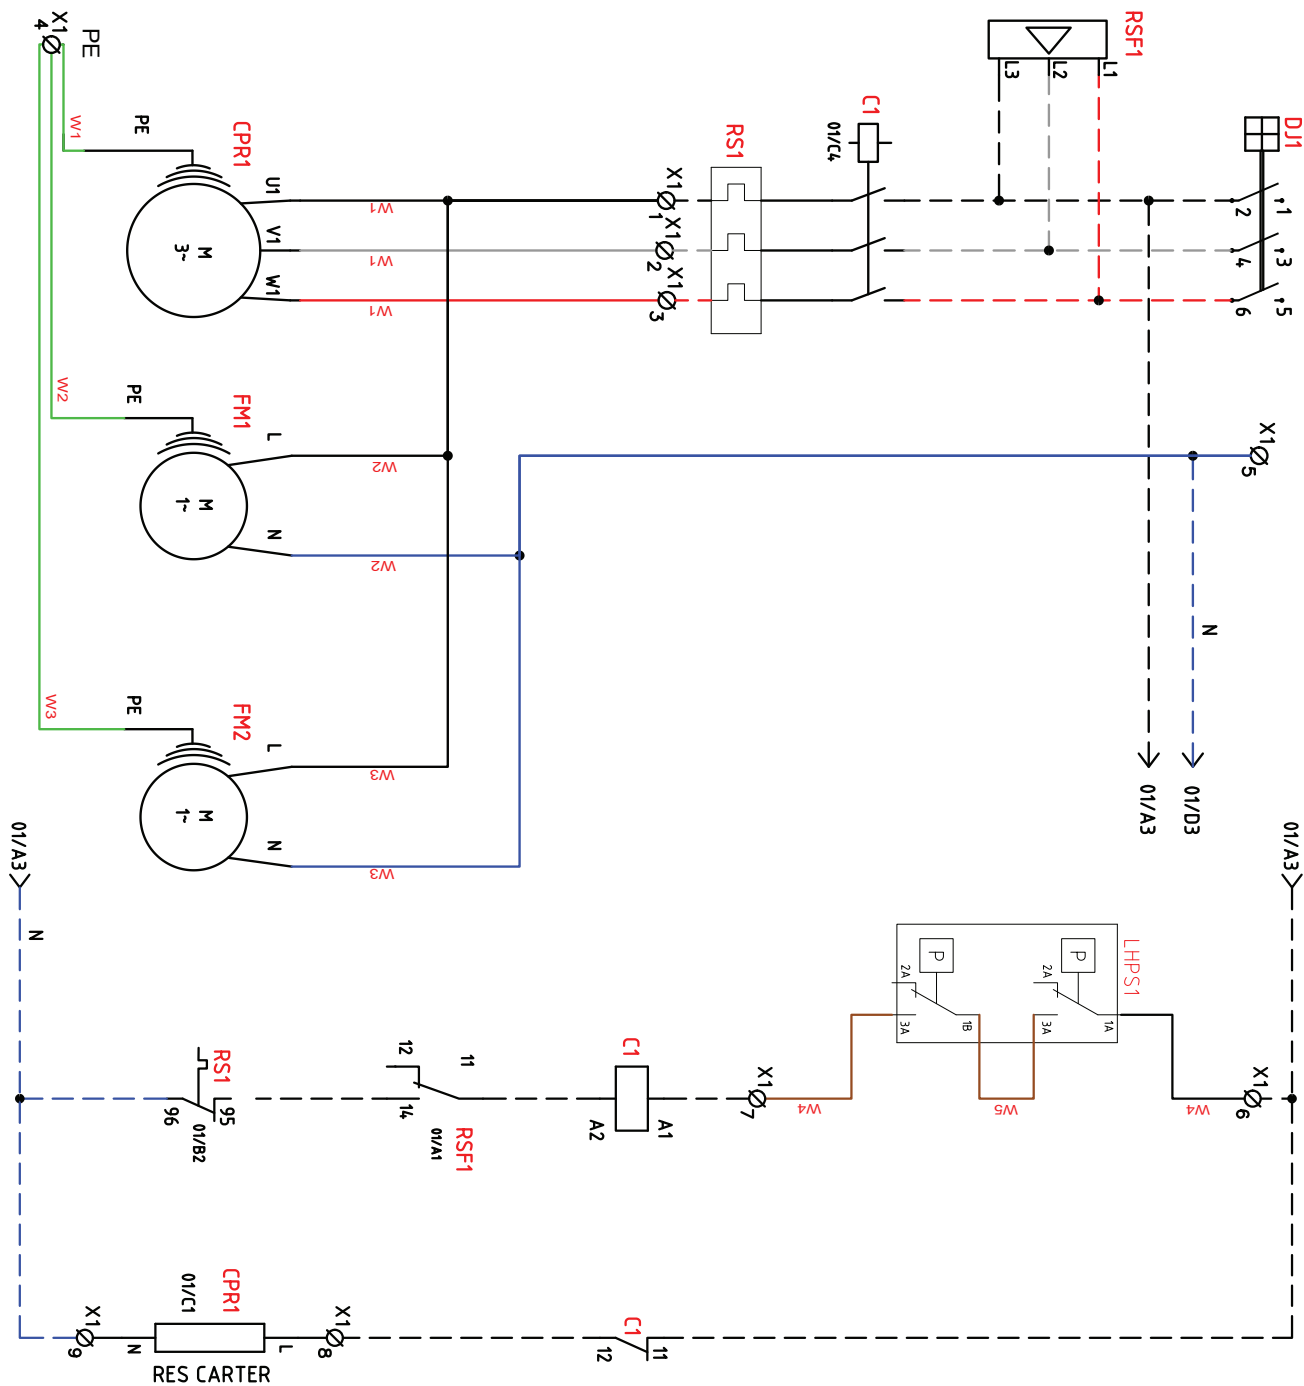 DJ1
1
2
3
4
5
6
RSF1
L1
L2
L3
C1
01/C4
RS1
X1
1
X1
2
X1
3
W1
W1
W1
U1
V1
W1
CPR1
M
3~
PE
W1
PE
X1
4
X1
5
N
01/D3
01/A3
FM1
L
N
M
1~
PE
W2
W2
W2
FM2
L
N
M
1~
PE
W3
W3
W3
01/A3
LHPS1
P
2A
1A
3A
P
2A
1B
3A
X1
6
W4
W5
W4
X1
7
C1
A1
A2
RSF1
01/A1
11
12
14
RS1
95
96
01/B2
01/A3
N
C1
11
12
X1
8
CPR1
01/C1
L
N
RES CARTER
X1
9